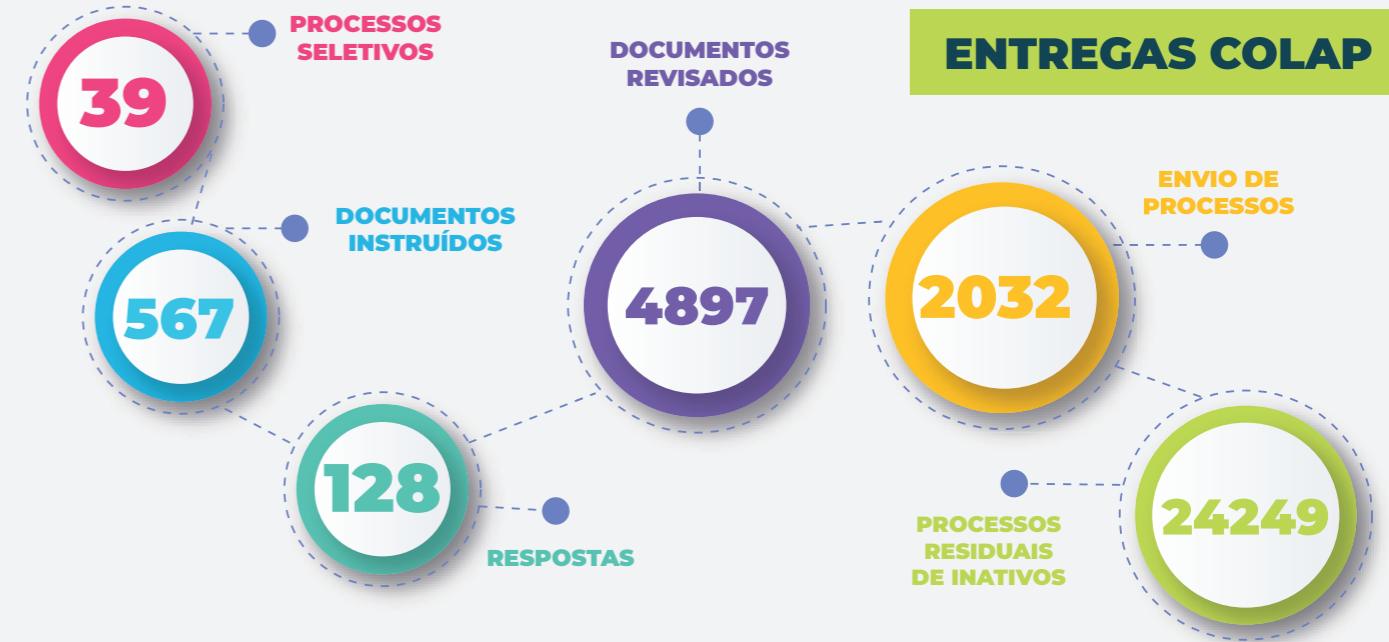 ENTREGAS COLAP
39
PROCESSOS
SELETIVOS
567
DOCUMENTOS
INSTRUÍDOS
128
RESPOSTAS
DOCUMENTOS
REVISADOS
4897
2032
ENVIO DE
PROCESSOS
24249
PROCESSOS
RESIDUAIS
DE INATIVOS